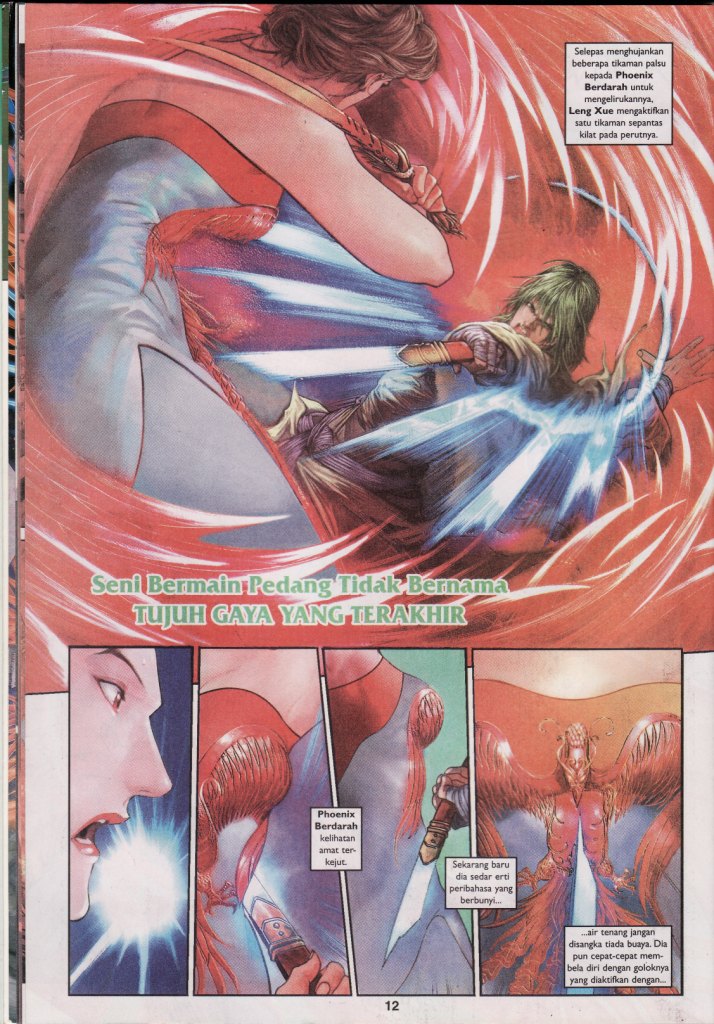 Selepas menghujankan
beberapa tikaman palsu
kepada Phoenix
Berdarah untuk
mengelirukannya,
Leng Xue mengaktifkan
satu tikaman sepantas
kilat pada perutnya.
Seni Bermain Pedang Tidak Bernama
TUJUH GAYA YANG TERAKHIR
Phoenix
Berdarah
kelihatan
amat ter-
kejut.
Sekarang baru
dia sedar erti
peribahasa yang
berbunyi...
...air tenang jangan
disangka tiada buaya. Dia
pun cepat-cepat mem-
bela diri dengan goloknya
yang diaktifkan dengan...
12